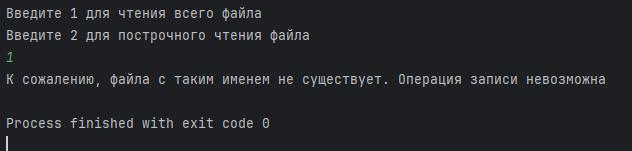 Введите 1 для чтения всего файла
Введите 2 для построчного чтения файла
1
К сожалению, файла с таким именем не существует. Операция записи невозможна
Process finished with exit code 0